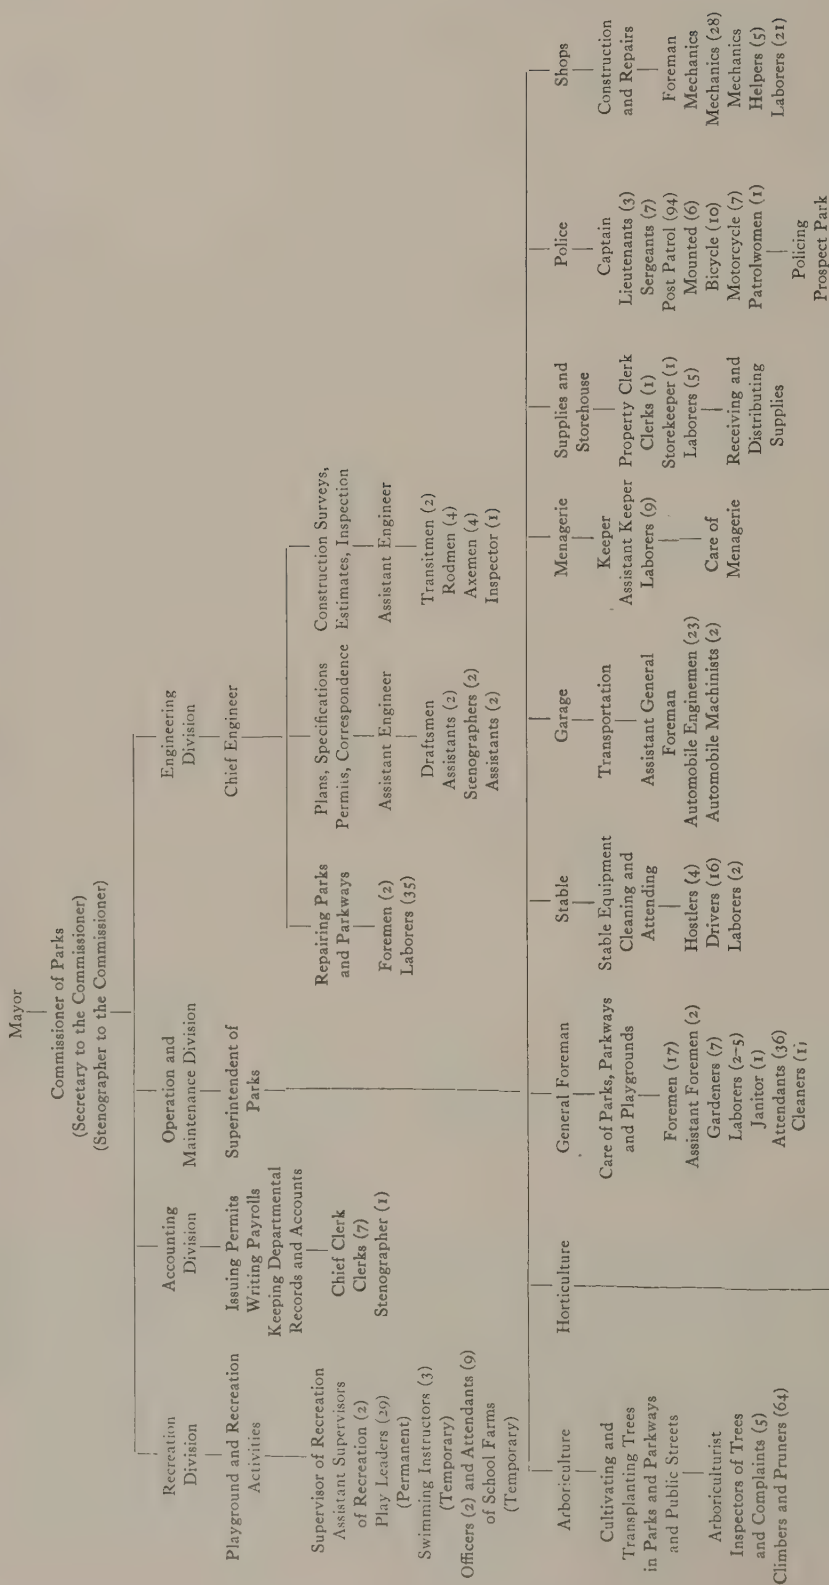 Mayor
Commissioner of Parks
(Secretary to the Commissioner)
(Stenographer to the Commissioner)
Recreation
Division
Playground and Recreation
Activities
Supervisor of Recreation
Assistant Supervisors
of Recreation (2)
Play Leaders (29)
(Permanent)
Swimming Instructors (3)
(Temporary)
Officers (2) and Attendants (9)
of School Farms
(Temporary)
Accounting
Division
Issuing Permits
Writing Payrolls
Keeping Departmental
Records and Accounts
Chief Clerk
Clerks (7)
Stenographer (1)
Operation and
Maintenance Division
Superintendent of
Parks
Engineering
Division
Chief Engineer
Repairing Parks
and Parkways
Foremen (2)
Laborers (35)
Plans, Specifications
Permits, Correspondence
Assistant Engineer
Draftsmen
Assistants (2)
Stenographers (2)
Assistants (2)
Construction Surveys,
Estimates, Inspection
Assistant Engineer
Transitmen (2)
Rodmen (4)
Axemen (4)
Inspector (1)
Arboriculture
Cultivating and
Transplanting Trees
in Parks and Parkways
and Public Streets
Arboriculturist
Inspectors of Trees
and Complaints (5)
Climbers and Pruners (64)
Horticulture
General Foreman
Care of Parks, Parkways
and Playgrounds
Foremen (17)
Assistant Foremen (2)
Gardeners (7)
Laborers (2-5)
Janitor (1)
Attendants (36)
Cleaners (1)
Stable
Stable Equipment
Cleaning and
Attending
Hostlers (4)
Drivers (16)
Laborers (2)
Garage
Transportation
Assistant General
Foreman
Automobile Enginemen (23)
Automobile Machinists (2)
Menagerie
Keeper
Assistant Keeper
Laborers (9)
Care of
Menagerie
Supplies and
Storehouse
Property Clerk
Clerks (1)
Storekeeper (1)
Laborers (5)
Receiving and
Distributing
Supplies
Police
Captain
Lieutenants (3)
Sergeants (7)
Post Patrol (94)
Mounted (6)
Bicycle (10)
Motorcycle (7)
Patrolwomen (1)
Policing
Prospect Park
Shops
Construction
and Repairs
Foreman
Mechanics
Mechanics (28)
Mechanics
Helpers (5)
Laborers (21)